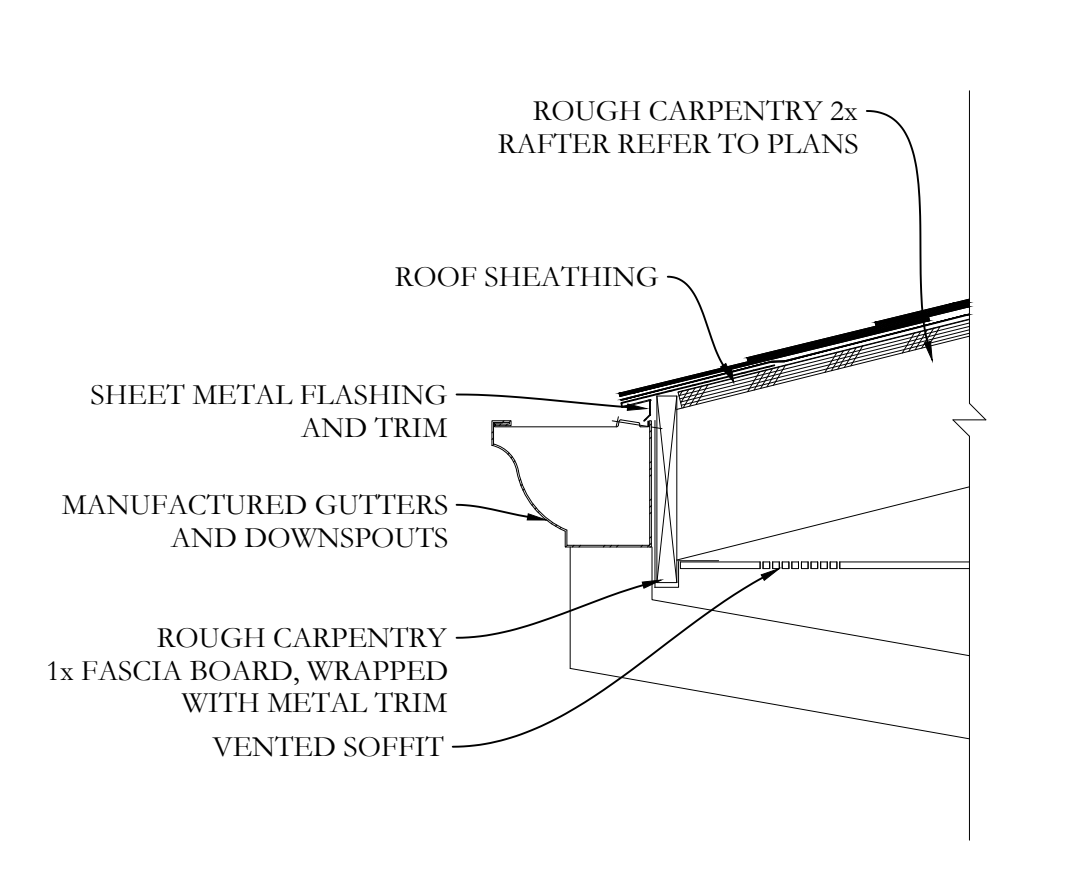 ROUGH CARPENTRY 2x
RAFTER REFER TO PLANS
ROOF SHEATHING
SHEET METAL FLASHING
AND TRIM
MANUFACTURED GUTTERS
AND DOWNSPOUTS
ROUGH CARPENTRY
1x FASCIA BOARD, WRAPPED
WITH METAL TRIM
VENTED SOFFIT